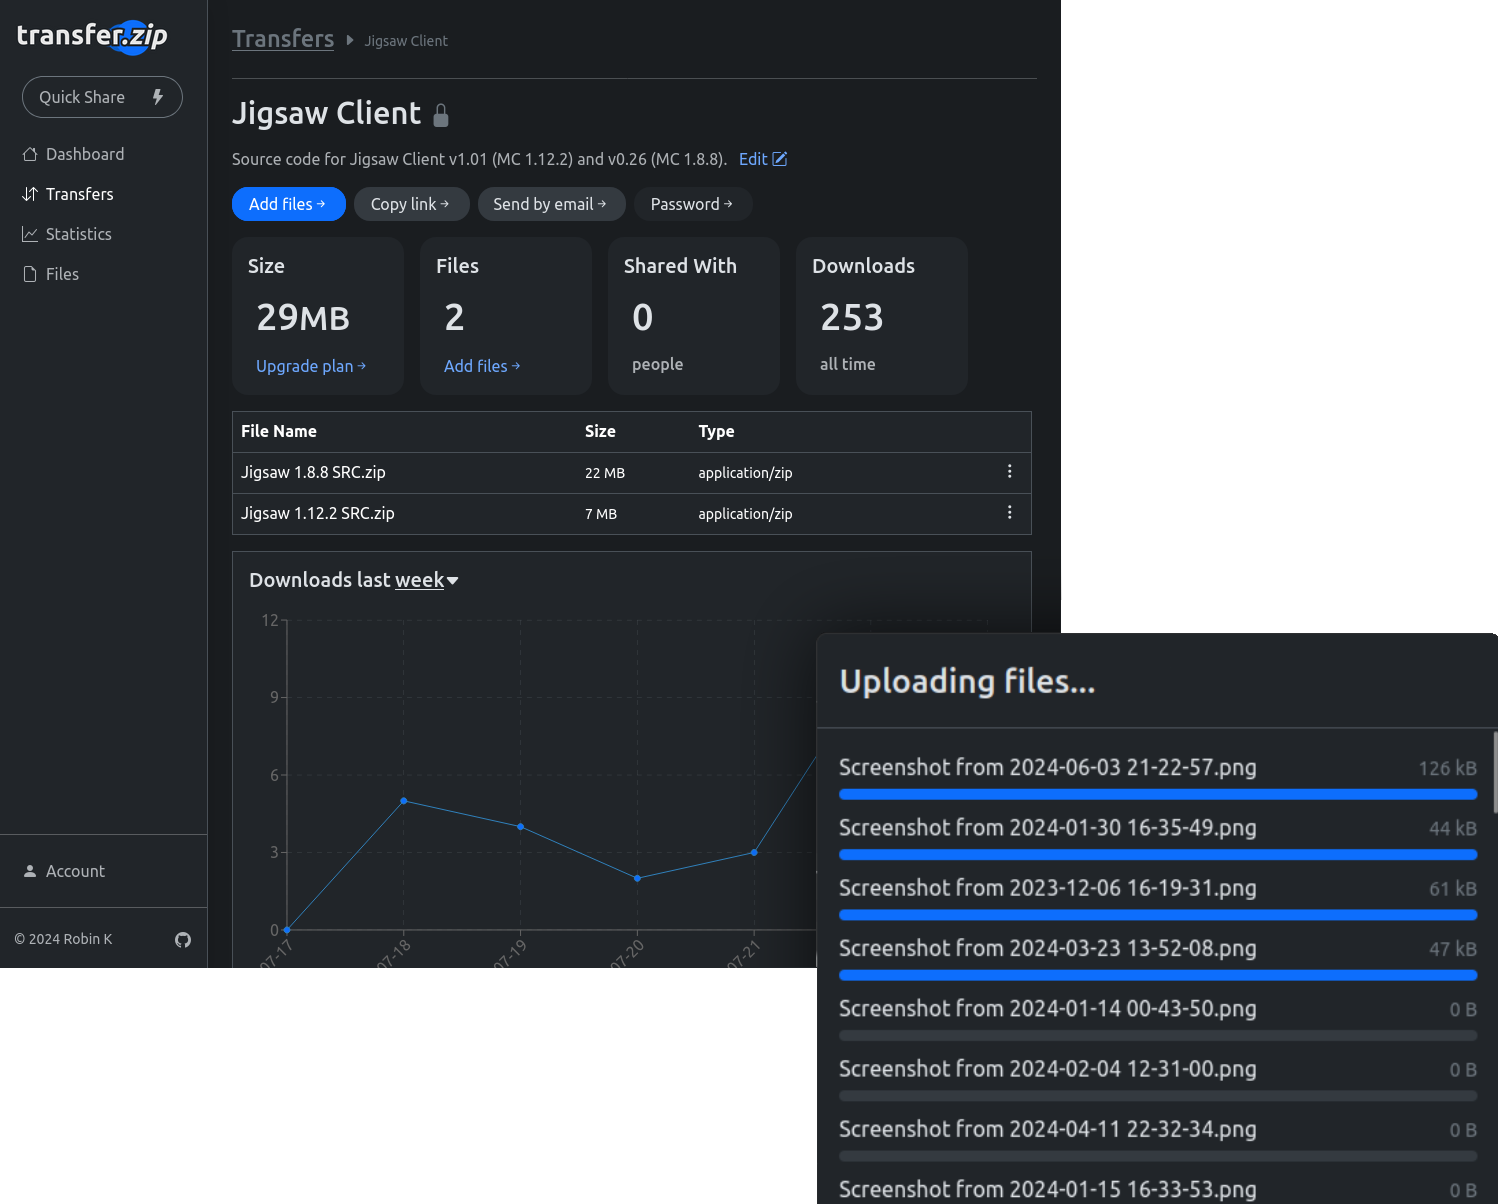 transfer.zip
Quick Share
Dashboard
Transfers
Statistics
Files
Account
© 2024 Robin K
Transfers Jigsaw Client
Jigsaw Client
Source code for Jigsaw Client v1.01 (MC 1.12.2) and v0.26 (MC 1.8.8). Edit
Add files → Copy link → Send by email → Password →
Size
29MB
Upgrade plan →
Files
2
Add files →
Shared With
0
people
Downloads
253
all time
File Name Size Type
Jigsaw 1.8.8 SRC.zip 22 MB application/zip
Jigsaw 1.12.2 SRC.zip 7 MB application/zip
Downloads last week
12
9
6
3
0
07-17 07-18 07-19 07-20 07-21
Uploading files...
Screenshot from 2024-06-03 21-22-57.png 126 kB
Screenshot from 2024-01-30 16-35-49.png 44 kB
Screenshot from 2023-12-06 16-19-31.png 61 kB
Screenshot from 2024-03-23 13-52-08.png 47 kB
Screenshot from 2024-01-14 00-43-50.png 0 B
Screenshot from 2024-02-04 12-31-00.png 0 B
Screenshot from 2024-04-11 22-32-34.png 0 B
Screenshot from 2024-01-15 16-33-53.png 0 B